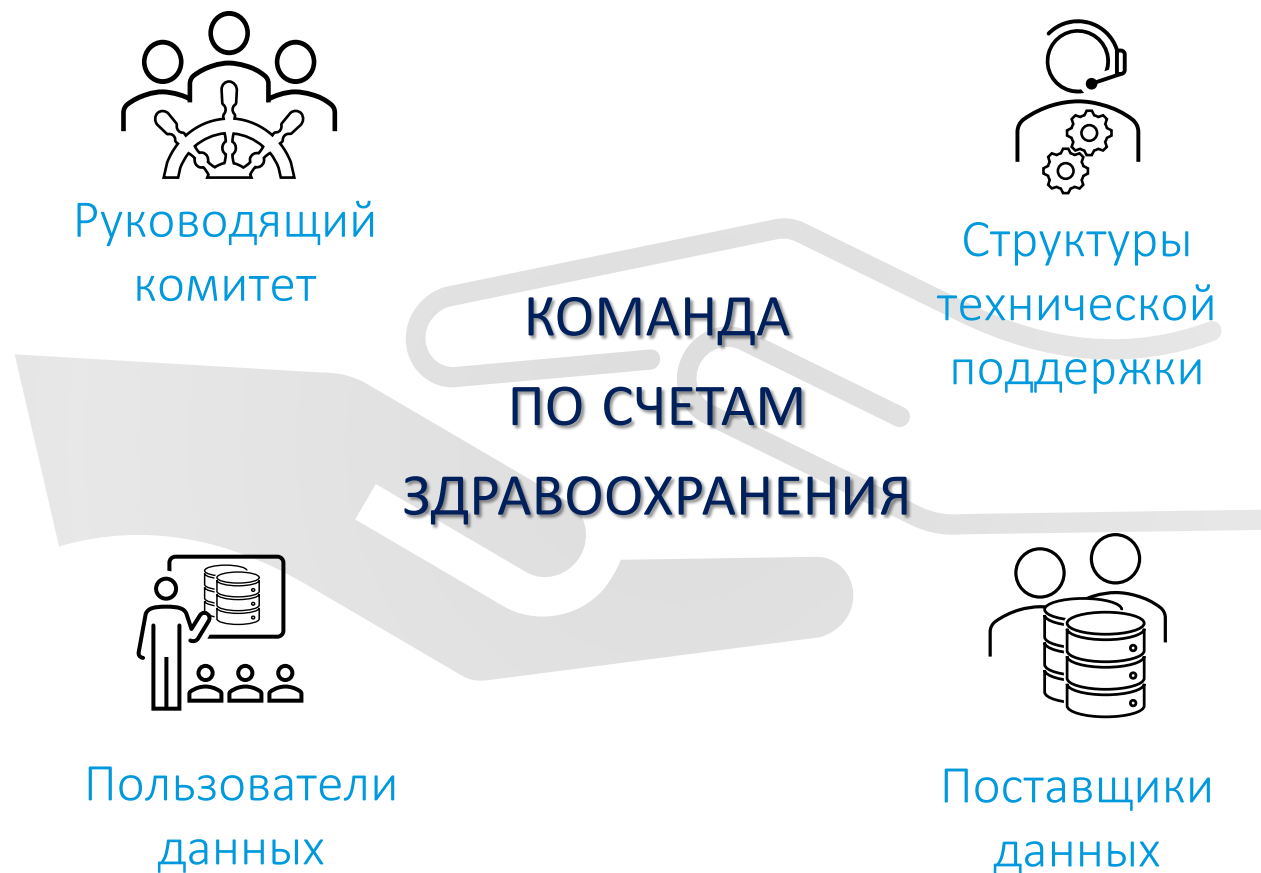 Руководящий
комитет
Структуры
технической
поддержки
КОМАНДА
ПО СЧЕТАМ
ЗДРАВООХРАНЕНИЯ
Пользователи
данных
Поставщики
данных